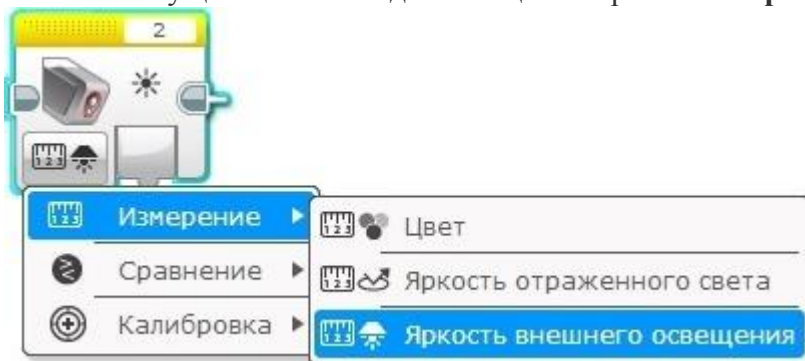 2
Измерение
Сравнение
Калибровка
Цвет
Яркость отраженного света
Яркость внешнего освещения